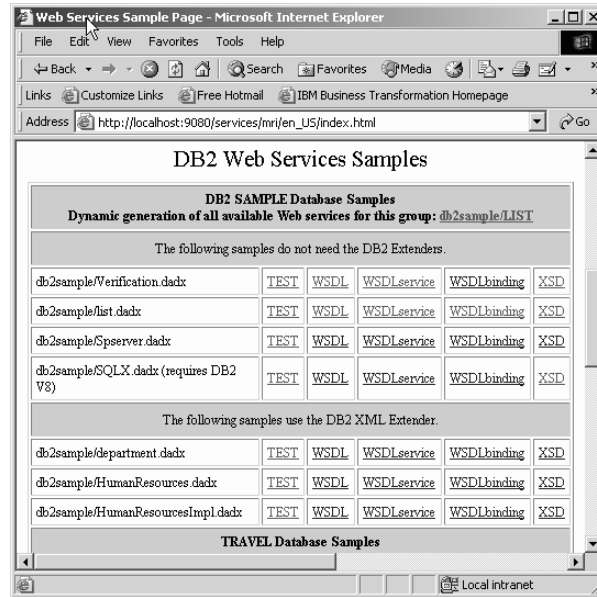 Web Services Sample Page - Microsoft Internet Explorer
File Edit View Favorites Tools Help
Back Search Favorites Media
Links Customize Links Free Hotmail IBM Business Transformation Homepage
Address http://localhost:9080/services/mri/en_US/index.html Go
DB2 Web Services Samples
DB2 SAMPLE Database Samples
Dynamic generation of all available Web services for this group: db2sample/LIST
The following samples do not need the DB2 Extenders.
db2sample/Verification.dadx TEST WSDL WSDLservice WSDLbinding XSD
db2sample/list.dadx TEST WSDL WSDLservice WSDLbinding XSD
db2sample/Spserver.dadx TEST WSDL WSDLservice WSDLbinding XSD
db2sample/SQLX.dadx (requires DB2
V8) TEST WSDL WSDLservice WSDLbinding XSD
The following samples use the DB2 XML Extender.
db2sample/department.dadx TEST WSDL WSDLservice WSDLbinding XSD
db2sample/HumanResources.dadx TEST WSDL WSDLservice WSDLbinding XSD
db2sample/HumanResourcesImpl.dadx TEST WSDL WSDLservice WSDLbinding XSD
TRAVEL Database Samples
Local intranet